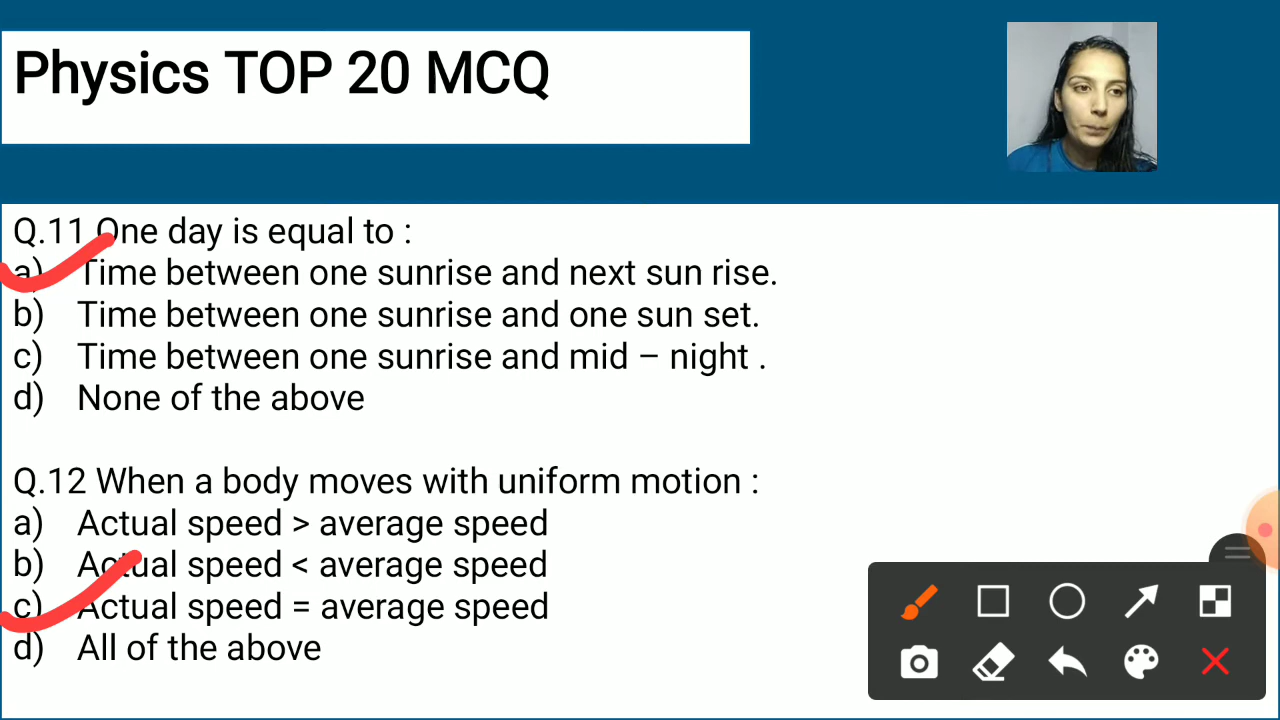 Physics TOP 20 MCQ
Q.11 One day is equal to :
a) Time between one sunrise and next sun rise.
b) Time between one sunrise and one sun set.
c) Time between one sunrise and mid – night .
d) None of the above
Q.12 When a body moves with uniform motion :
a) Actual speed > average speed
b) Actual speed < average speed
c) Actual speed = average speed
d) All of the above